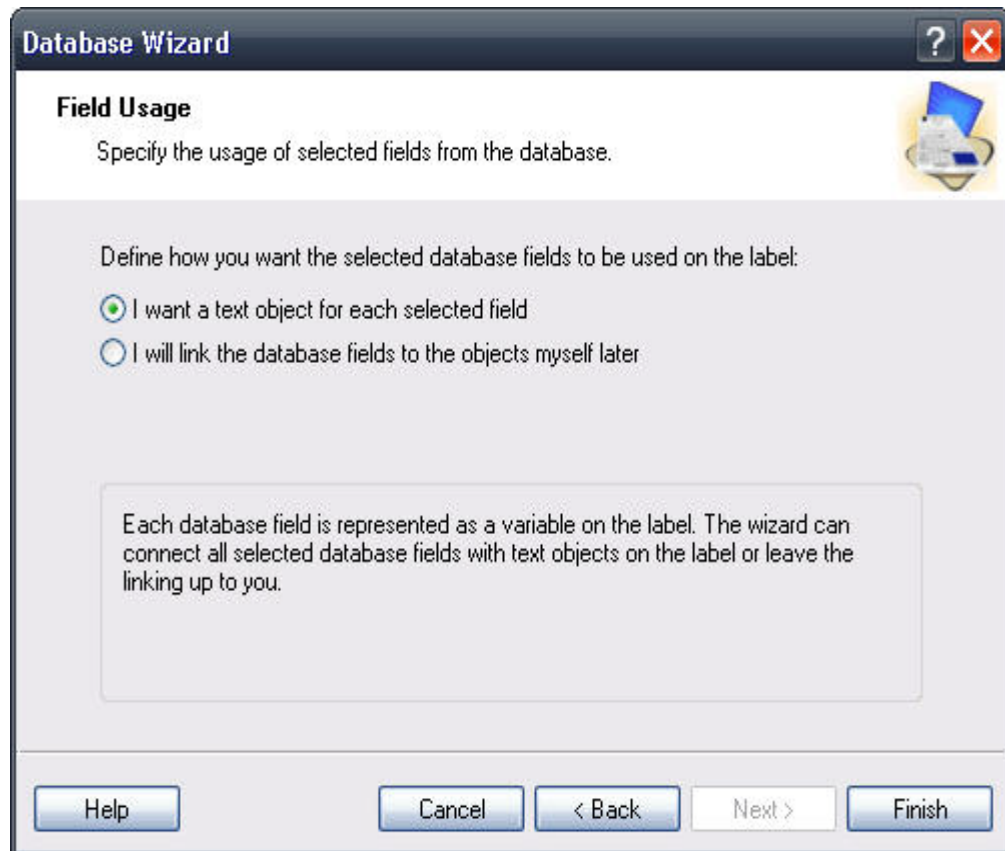 Database Wizard
?
Field Usage
Specify the usage of selected fields from the database.
Define how you want the selected database fields to be used on the label:
I want a text object for each selected field
I will link the database fields to the objects myself later
Each database field is represented as a variable on the label. The wizard can
connect all selected database fields with text objects on the label or leave the
linking up to you.
Help
Cancel
< Back
Next >
Finish